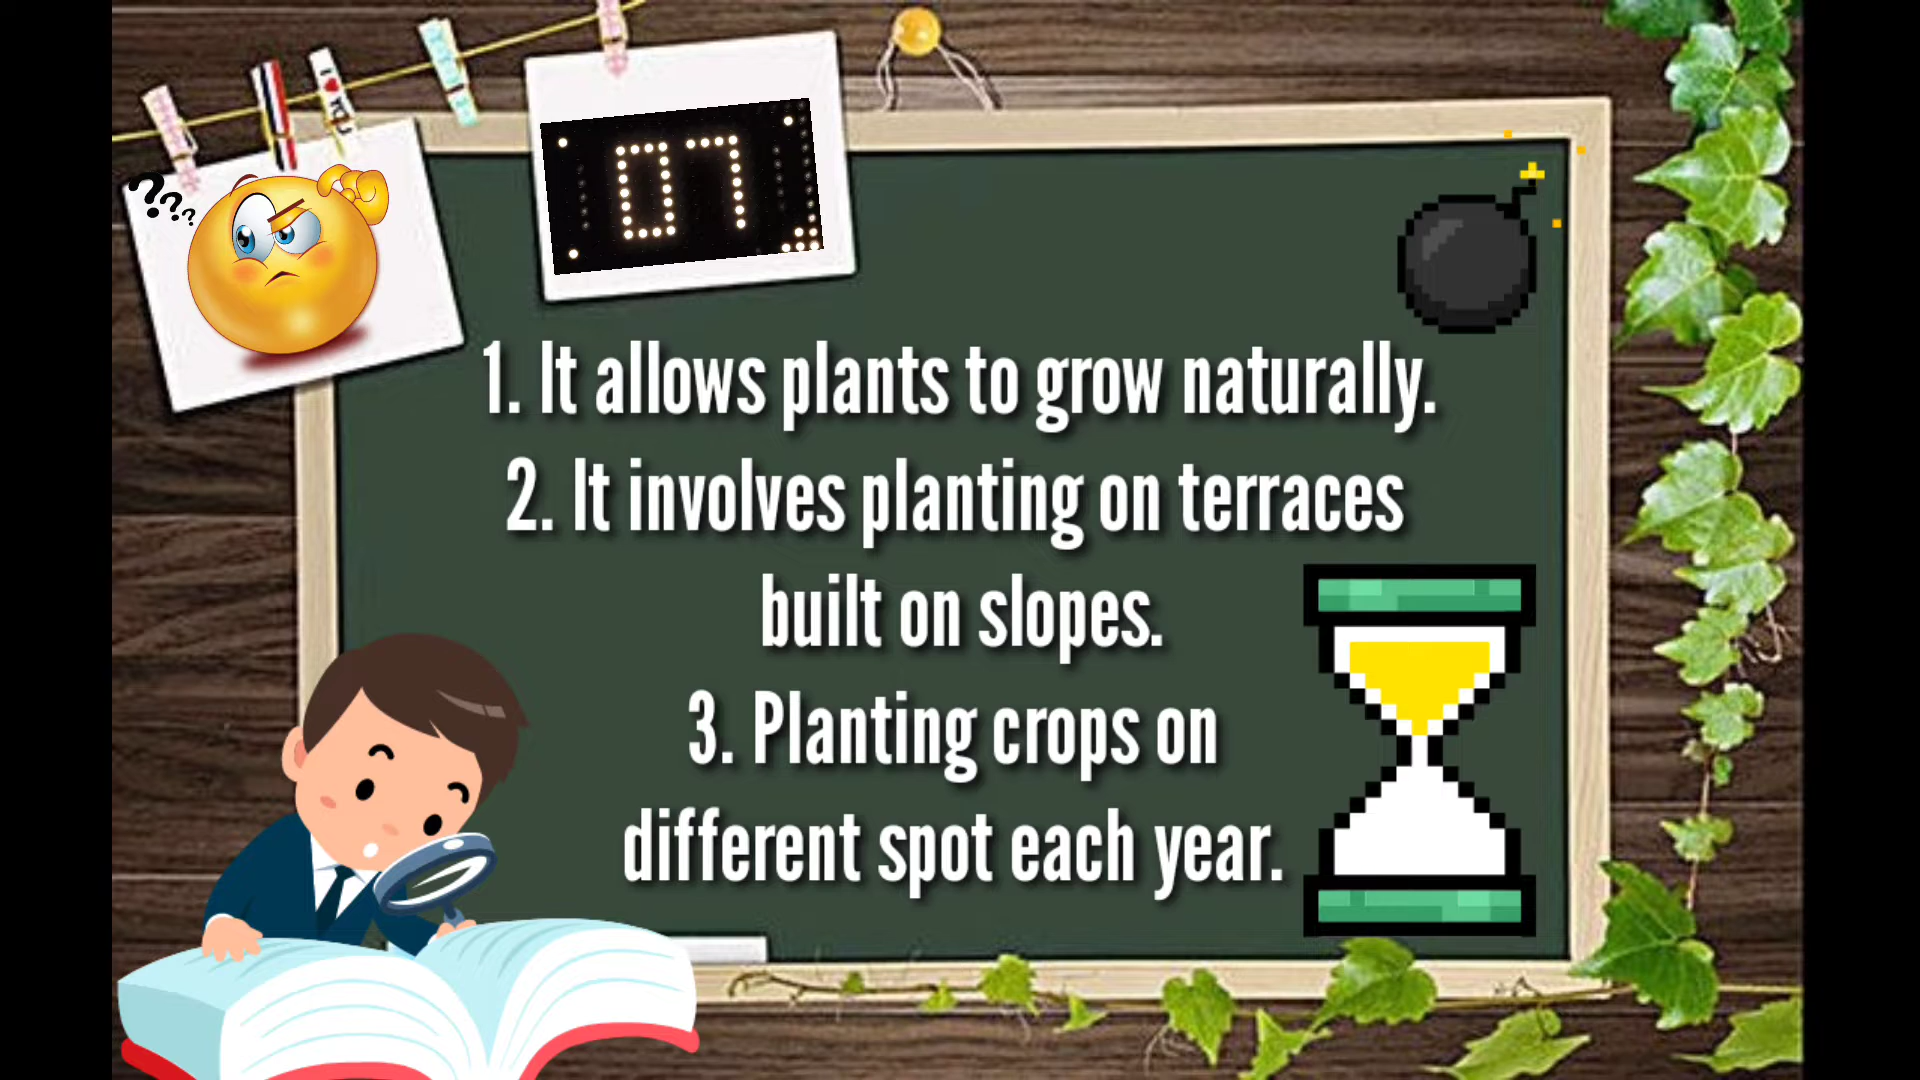 I ♥ YOU
???
07
1. It allows plants to grow naturally.
2. It involves planting on terraces
built on slopes.
3. Planting crops on
different spot each year.